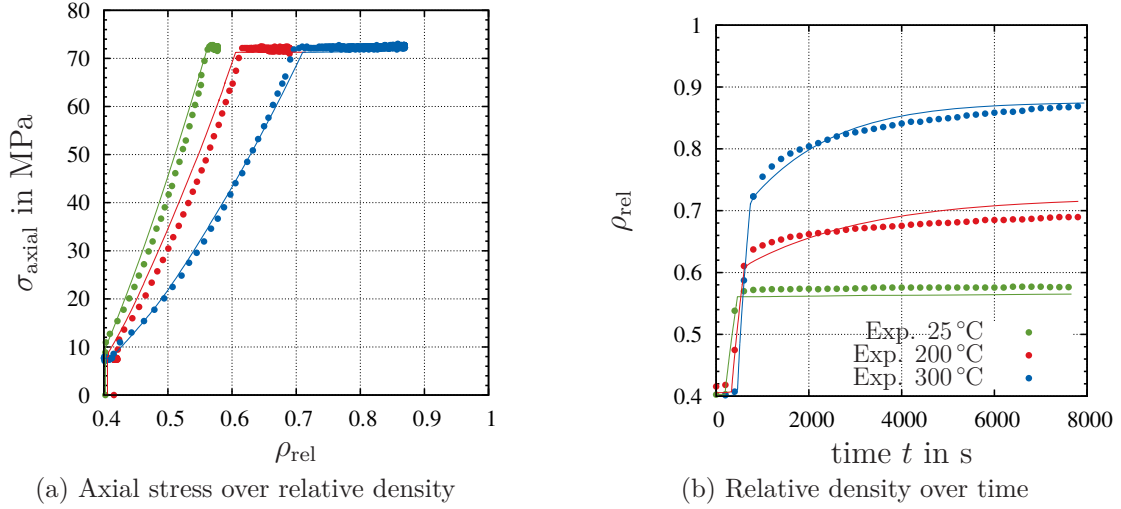 80
70
60
50
40
30
20
10
0
0.4 0.5 0.6 0.7 0.8 0.9 1
σaxial in MPa
ρrel
(a) Axial stress over relative density
1
0.9
0.8
0.7
0.6
0.5
0.4
0 2000 4000 6000 8000
ρrel
Exp. 25 °C
Exp. 200 °C
Exp. 300 °C
time t in s
(b) Relative density over time